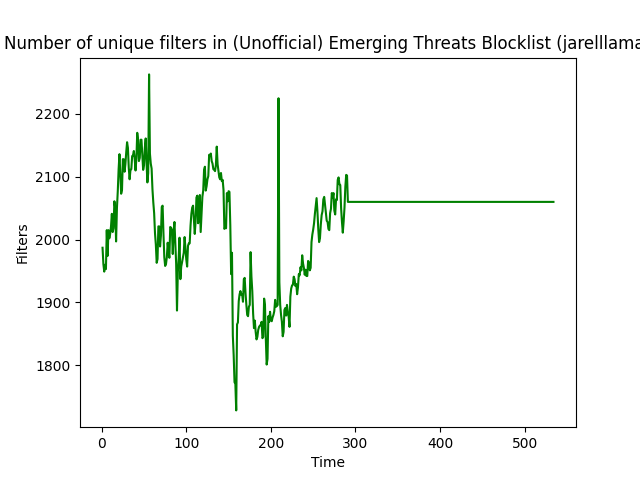 Number of unique filters in (Unofficial) Emerging Threats Blocklist (jarelllama
Filters
2200
2100
2000
1900
1800
0 100 200 300 400 500
Time